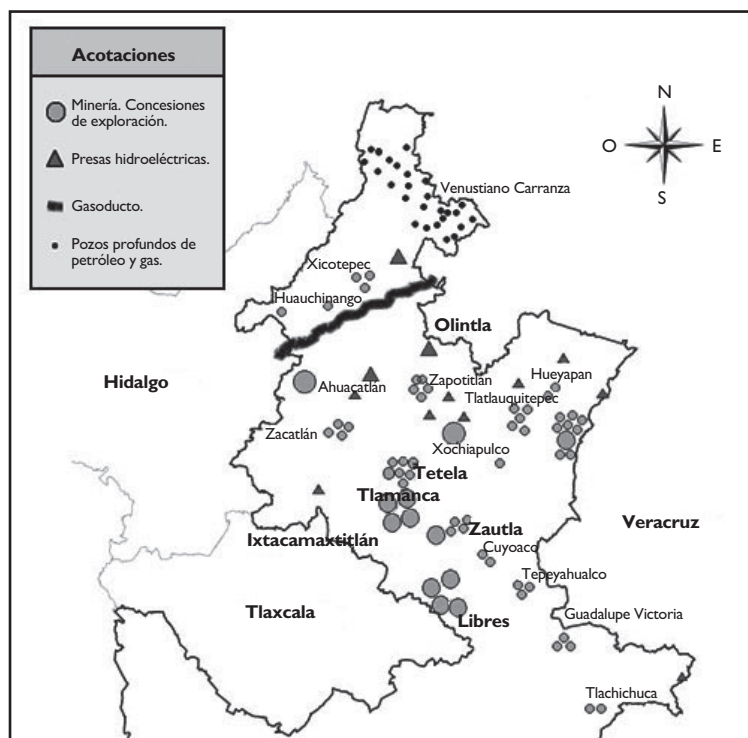 Acotaciones
Minería. Concesiones
de exploración.
Presas hidroeléctricas.
Gasoducto.
Pozos profundos de
petróleo y gas.
N
O
E
S
Venustiano Carranza
Xicotepec
Huauchinango
Olintla
Hidalgo
Ahuacatlán
Zapotitlán
Hueyapan
Tlatlauquitepec
Zacatlán
Xochiapulco
Tetela
Tlamanca
Ixtacamaxtitlán
Zautla
Veracruz
Cuyoaco
Tepeyahualco
Tlaxcala
Libres
Guadalupe Victoria
Tlachichuca